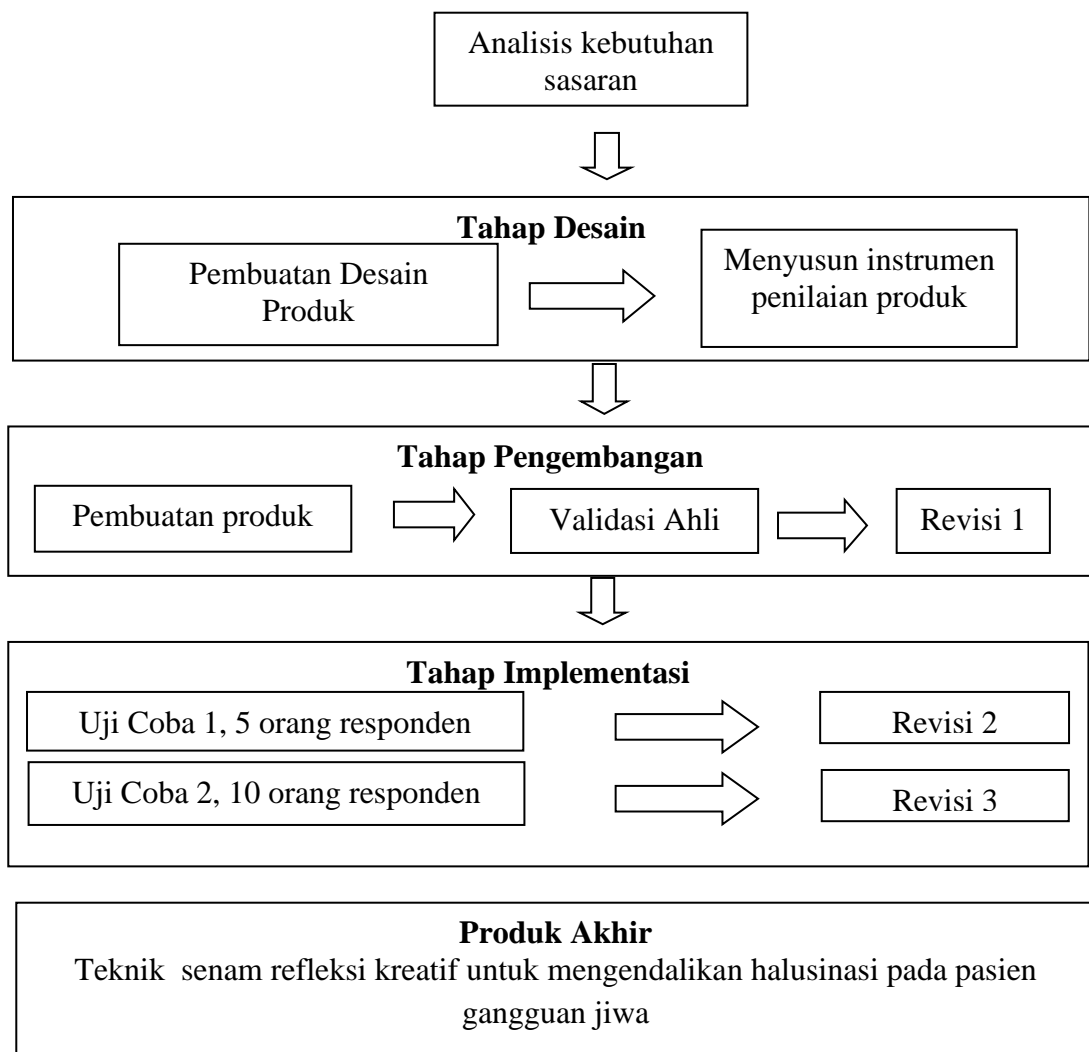 Analisis kebutuhan
sasaran
Tahap Desain
Pembuatan Desain
Produk
Menyusun instrumen
penilaian produk
Tahap Pengembangan
Pembuatan produk
Validasi Ahli
Revisi 1
Tahap Implementasi
Uji Coba 1, 5 orang responden
Revisi 2
Uji Coba 2, 10 orang responden
Revisi 3
Produk Akhir
Teknik senam refleksi kreatif untuk mengendalikan halusinasi pada pasien
gangguan jiwa